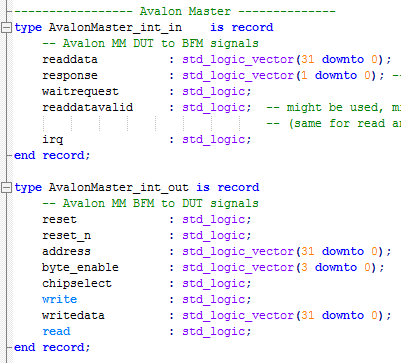 ----------------- Avalon Master --------------
type AvalonMaster_int_in is record
-- Avalon MM DUT to BFM signals
readdata : std_logic_vector(31 downto 0);
response : std_logic_vector(1 downto 0); --
waitrequest : std_logic;
readdatavalid : std_logic; -- might be used,
-- (same for read
irq : std_logic;
end record;
type AvalonMaster_int_out is record
-- Avalon MM BFM to DUT signals
reset : std_logic;
reset_n : std_logic;
address : std_logic_vector(31 downto 0);
byte_enable : std_logic_vector(3 downto 0);
chipselect : std_logic;
write : std_logic;
writedata : std_logic_vector(31 downto 0);
read : std_logic;
end record;